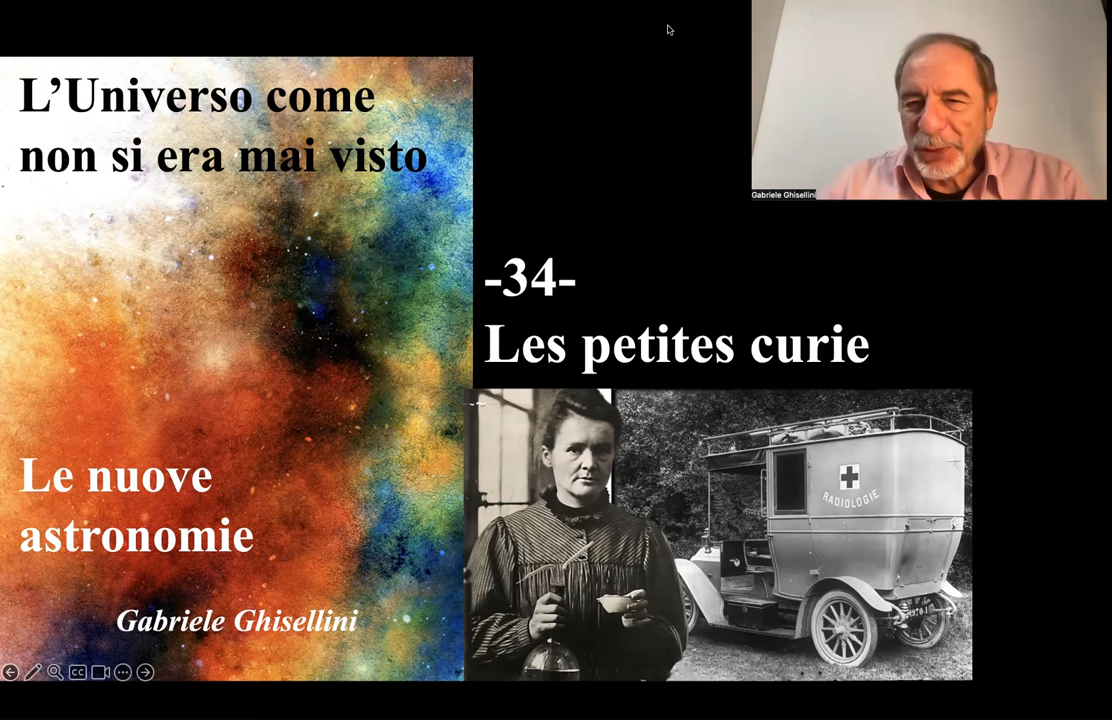 L’Universo come
non si era mai visto
Le nuove
astronomie
Gabriele Ghisellini
Gabriele Ghisellini
-34-
Les petites curie
RADIOLOGIE
CC